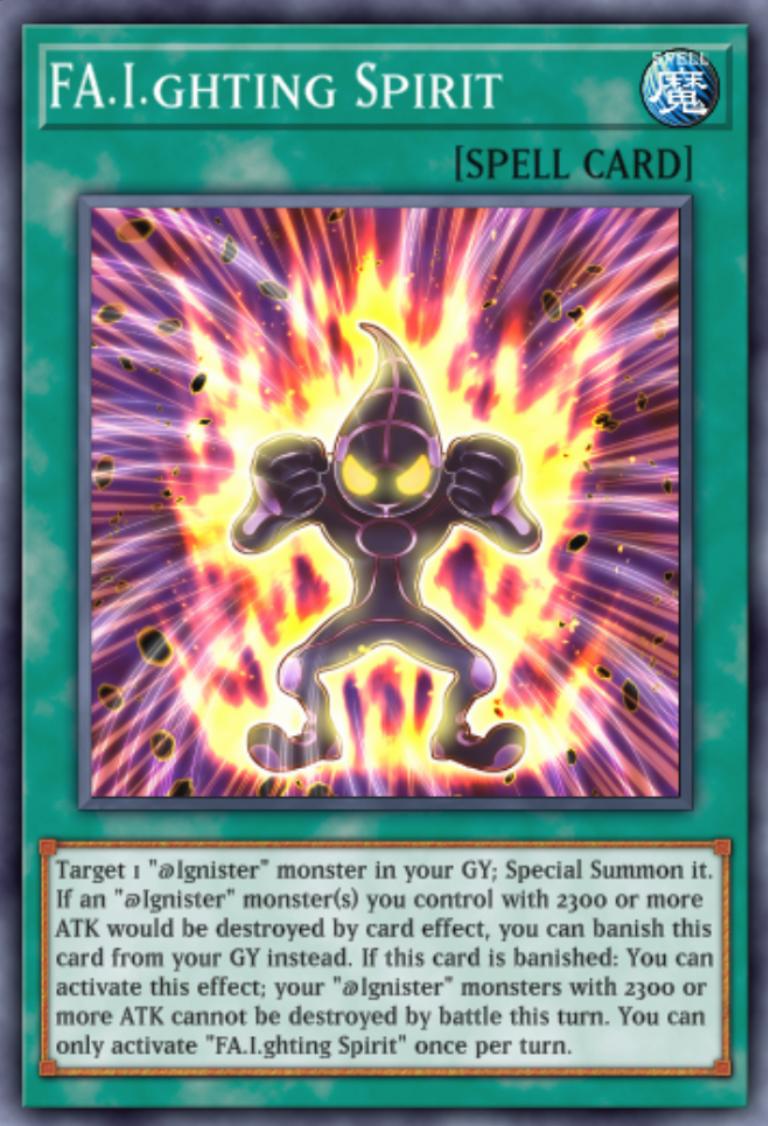 FA.I.ghting Spirit
SPELL
魔
[SPELL CARD]
Target 1 "@Ignister" monster in your GY; Special Summon it.
If an "@Ignister" monster(s) you control with 2300 or more
ATK would be destroyed by card effect, you can banish this
card from your GY instead. If this card is banished: You can
activate this effect; your "@Ignister" monsters with 2300 or
more ATK cannot be destroyed by battle this turn. You can
only activate "FA.I.ghting Spirit" once per turn.